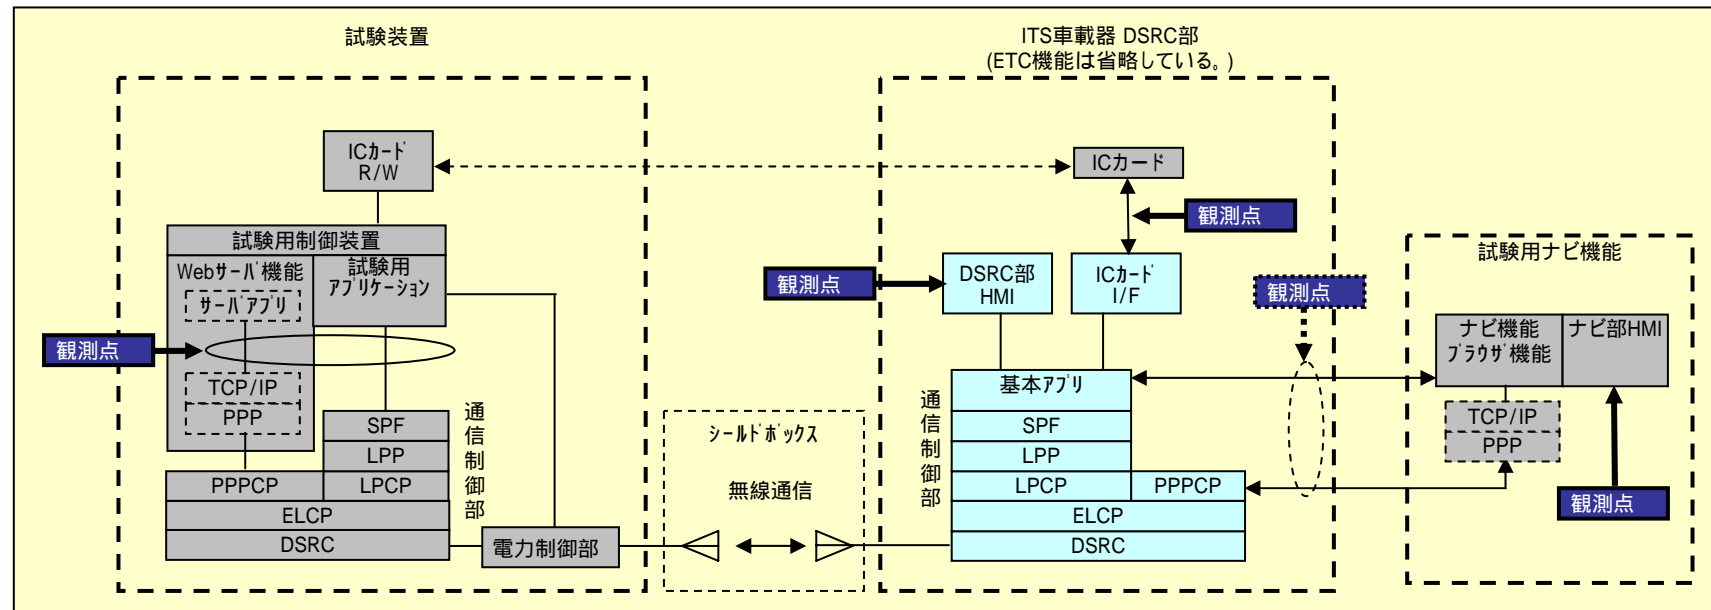 試験装置
ICｶｰﾄﾞ
R/W
試験用制御装置
Webｻｰﾊﾞ機能
ｻｰﾊﾞｱﾌﾟﾘ
試験用
ｱﾌﾟﾘｹｰｼｮﾝ
観測点
TCP/IP
PPP
SPF
LPP
PPPCP
LPCP
ELCP
DSRC
通信制御部
電力制御部
ｼｰﾙﾄﾞﾎﾞｯｸｽ
無線通信
ITS車載器 DSRC部
(ETC機能は省略している。)
ICカード
観測点
観測点
DSRC部
HMI
ICｶｰﾄﾞ
I/F
観測点
基本ｱﾌﾟﾘ
SPF
LPP
LPCP
PPPCP
ELCP
DSRC
通信制御部
試験用ナビ機能
ナビ機能
ﾌﾞﾗｳｻﾞ機能
ナビ部HMI
TCP/IP
PPP
観測点